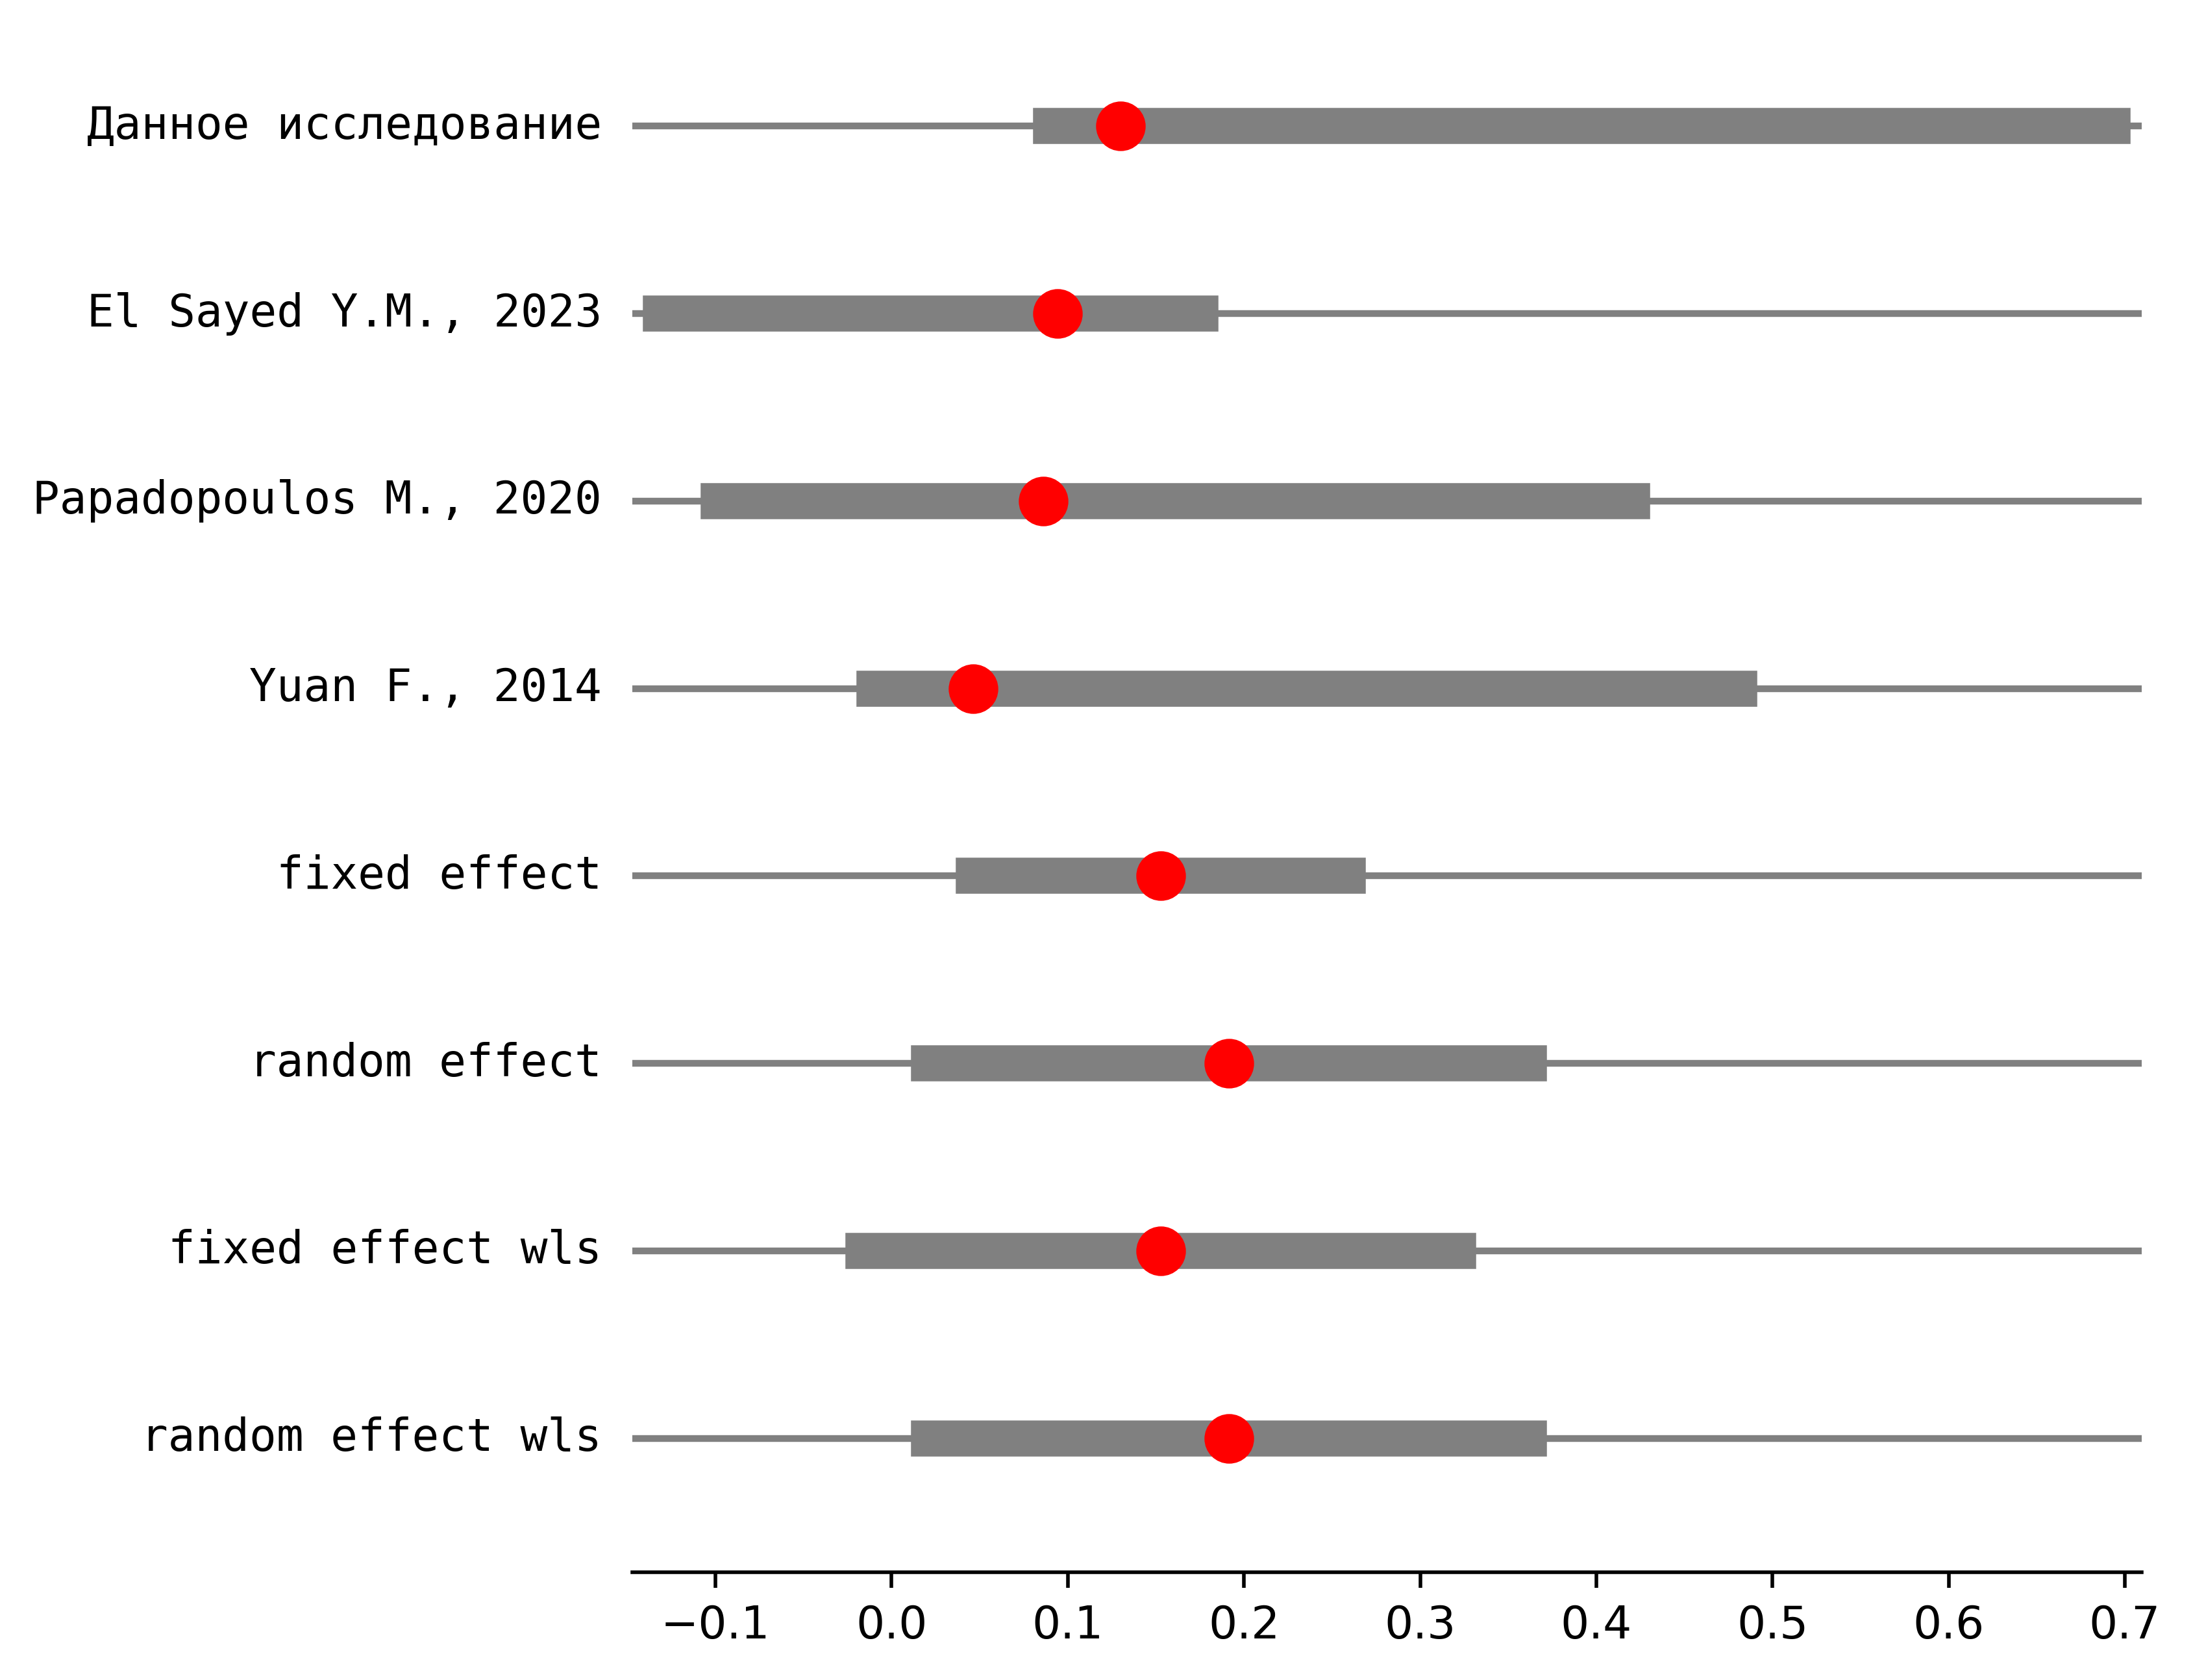 Данное исследование
El Sayed Y.M., 2023
Papadopoulos M., 2020
Yuan F., 2014
fixed effect
random effect
fixed effect wls
random effect wls
−0.1 0.0 0.1 0.2 0.3 0.4 0.5 0.6 0.7